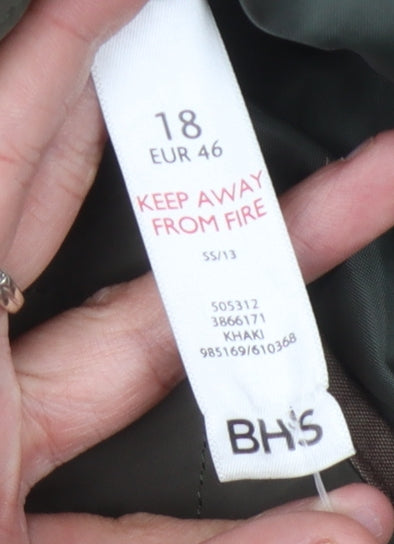 18
EUR 46
KEEP AWAY
FROM FIRE
SS/13
505312
3866171
KHAKI
985169/610368
BHS